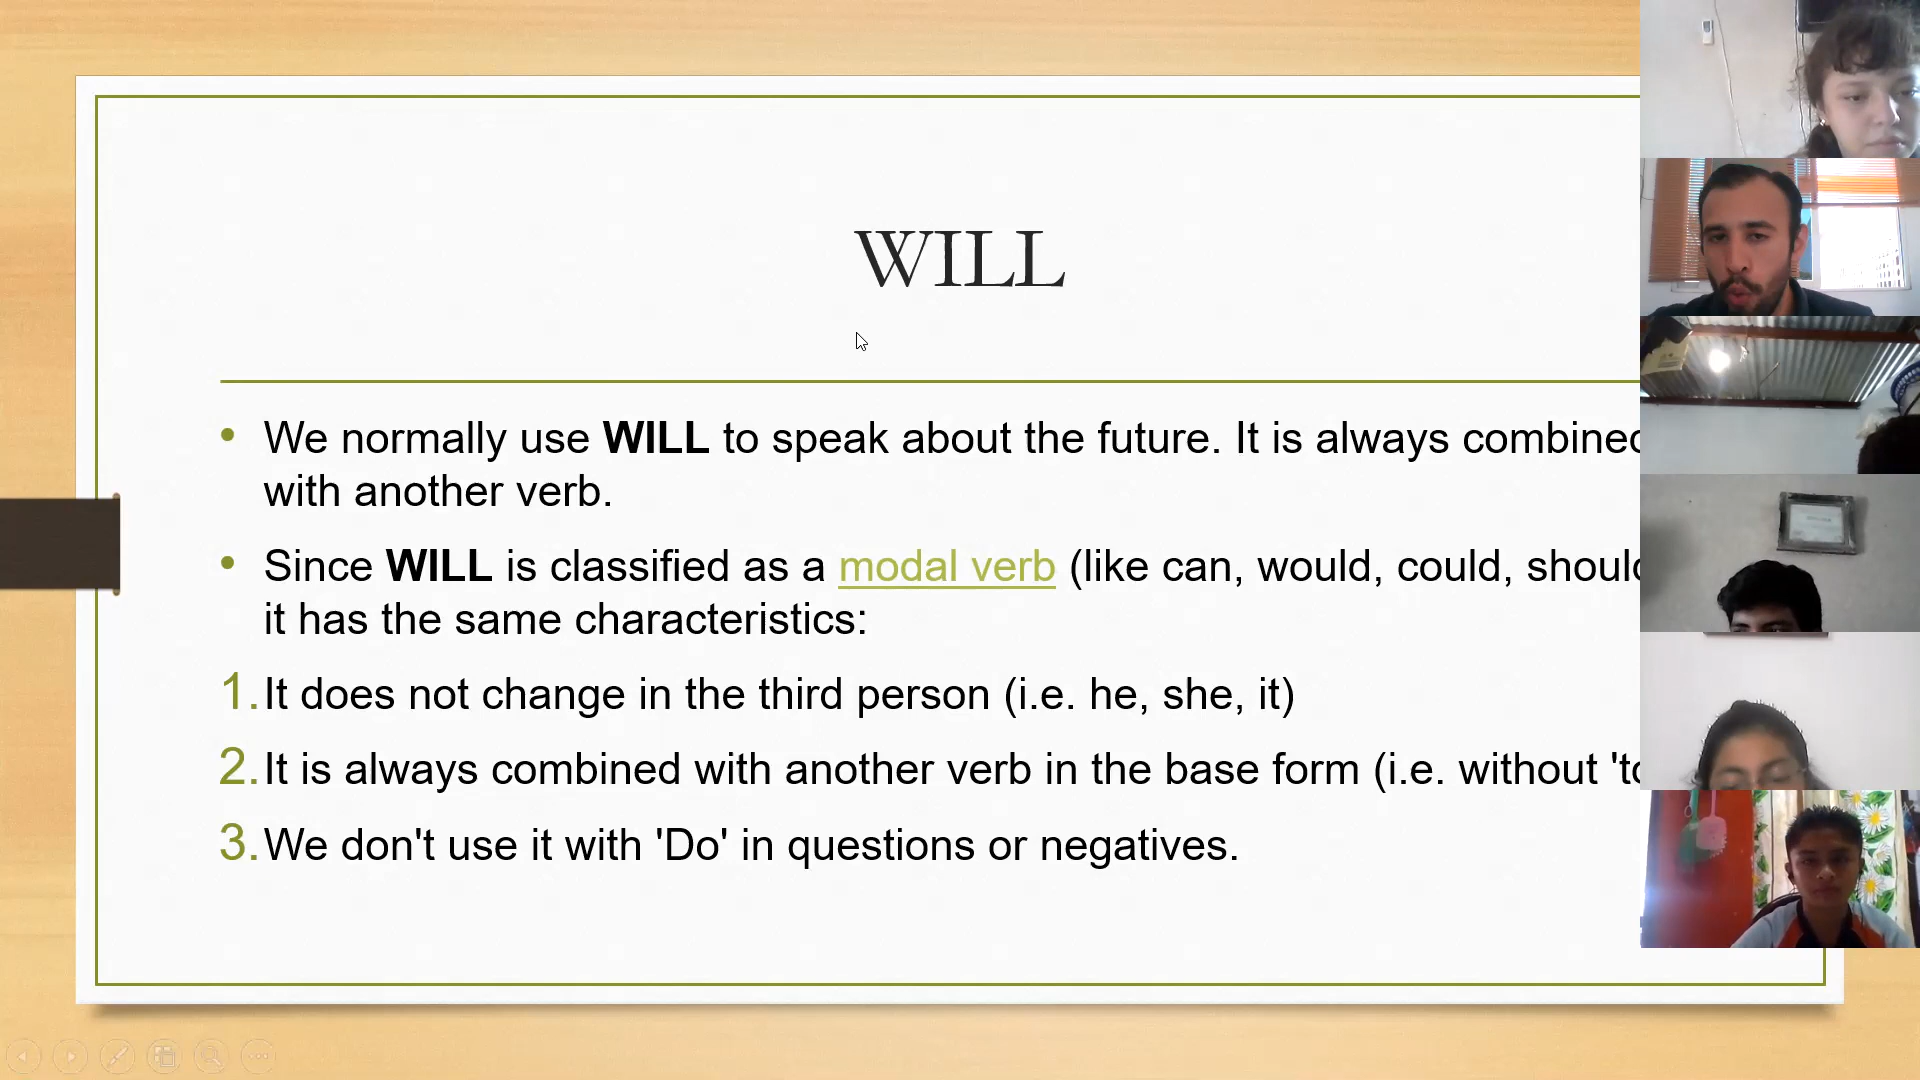 WILL
• We normally use WILL to speak about the future. It is always combined
with another verb.
• Since WILL is classified as a modal verb (like can, would, could, should
it has the same characteristics:
1. It does not change in the third person (i.e. he, she, it)
2. It is always combined with another verb in the base form (i.e. without 'to
3. We don't use it with 'Do' in questions or negatives.